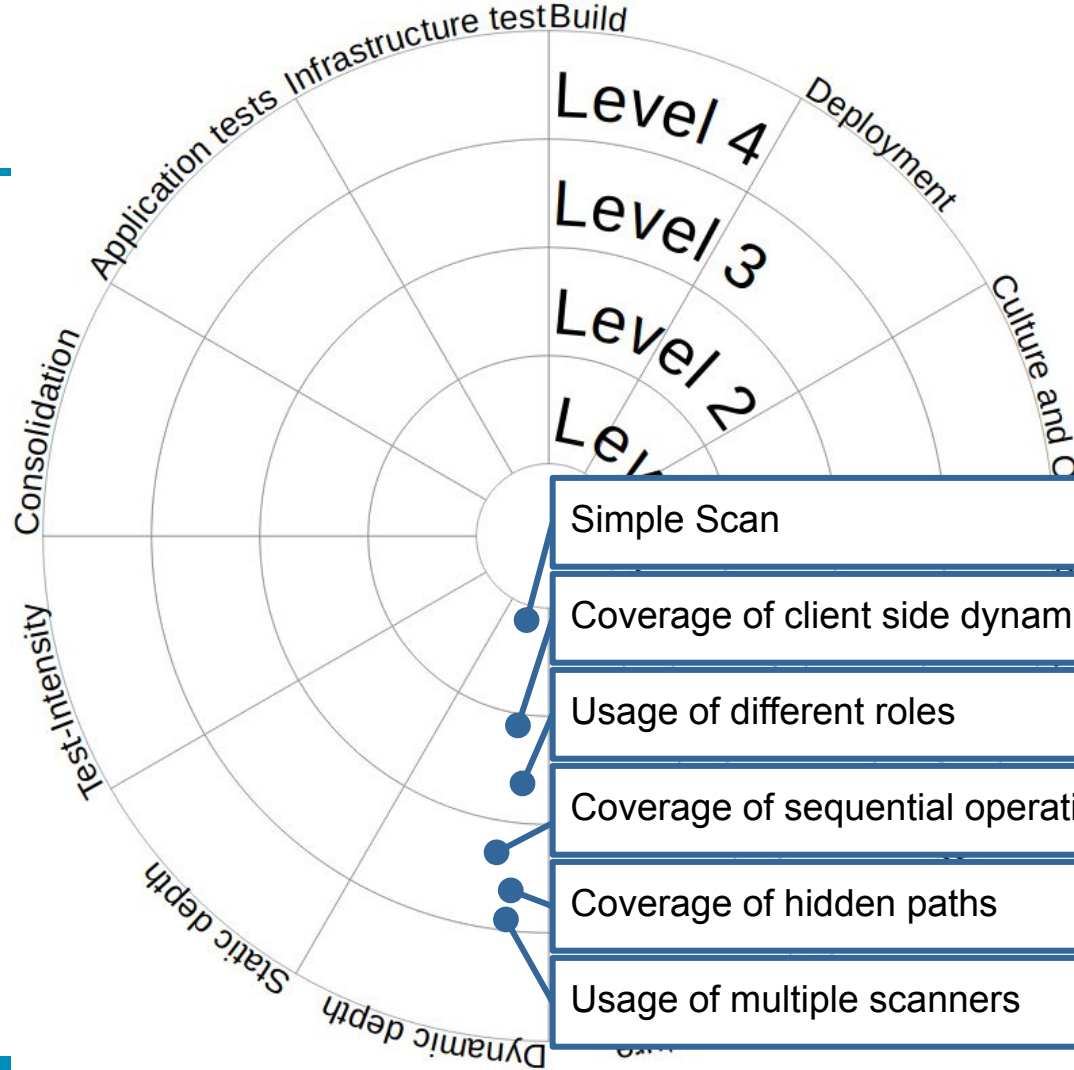 Infrastructure test
Build
Deployment
Culture and
Application tests
Consolidation
Test-Intensity
Static depth
Dynamic depth
Level 4
Level 3
Level 2
Simple Scan
Coverage of client side dynam
Usage of different roles
Coverage of sequential operati
Coverage of hidden paths
Usage of multiple scanners